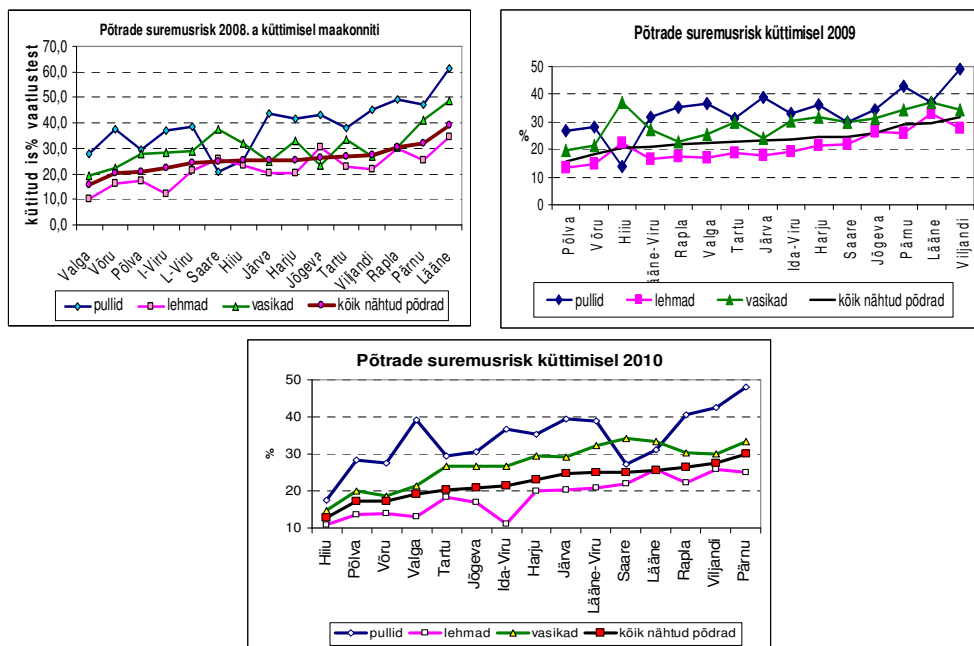 Põtrade suremusrisk 2008. a küttimisel maakonniti
kütitud is% vaatlustest
70,0
60,0
50,0
40,0
30,0
20,0
10,0
0,0
Valga
Võru
Põlva
I-Viru
L-Viru
Saare
Hiiu
Järva
Harju
Jõgeva
Tartu
Viljandi
Rapla
Pärnu
Lääne
pullid lehmad vasikad kõik nähtud põdrad
Põtrade suremusrisk küttimisel 2009
%
50
40
30
20
10
0
Põlva
Võru
Hiiu
ääne-Viru
Rapla
Valga
Tartu
Järva
Ida-Viru
Harju
Saare
Jõgeva
Pärnu
Lääne
Viljandi
pullid lehmad vasikad kõik nähtud põdrad
Põtrade suremusrisk küttimisel 2010
%
50
40
30
20
10
Hiiu
Põlva
Võru
Valga
Tartu
Jõgeva
Ida-Viru
Harju
Järva
Lääne-Viru
Saare
Lääne
Rapla
Viljandi
Pärnu
pullid lehmad vasikad kõik nähtud põdrad